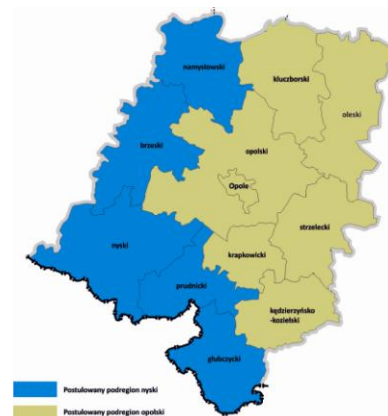 namysłowski
kluczborski
oleski
brzeski
opolski
Opole
nyski
strzelecki
krapkowicki
prudnicki
kędzierzyńsko
-kozielski
głubczycki
Postulowany podregion nyski
Postulowany podregion opolski